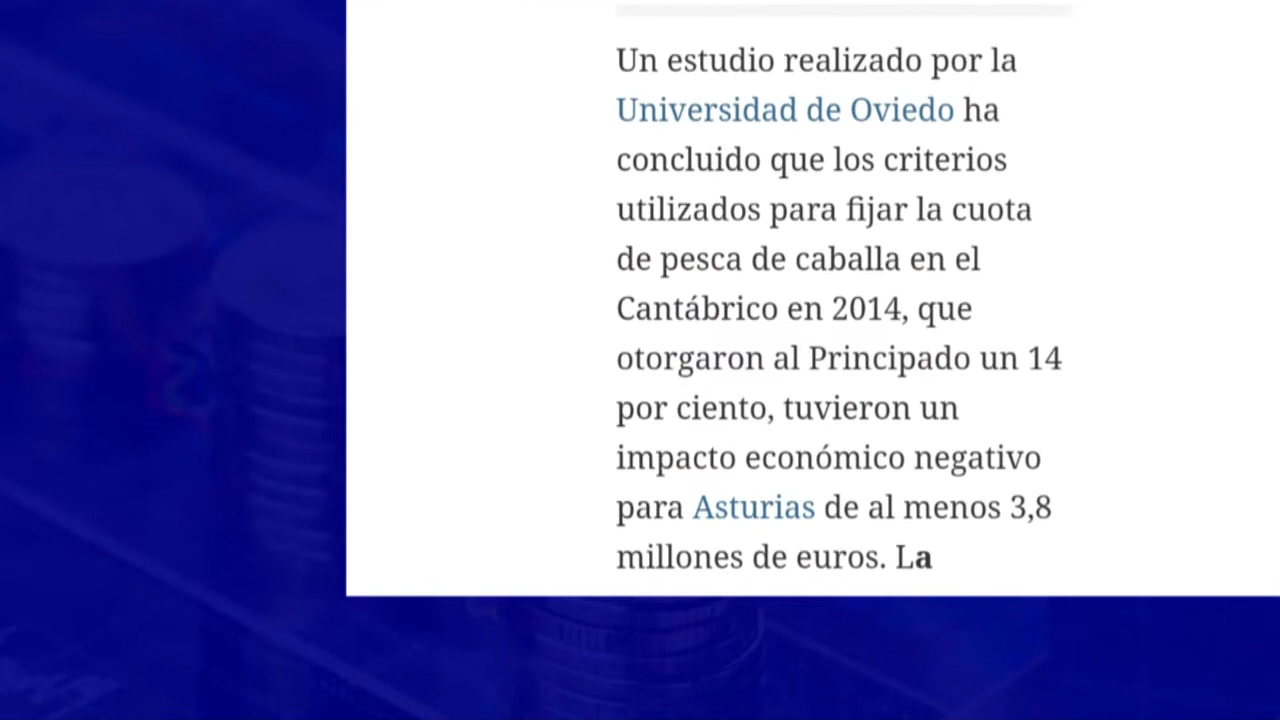 Un estudio realizado por la
Universidad de Oviedo ha
concluido que los criterios
utilizados para fijar la cuota
de pesca de caballa en el
Cantábrico en 2014, que
otorgaron al Principado un 14
por ciento, tuvieron un
impacto económico negativo
para Asturias de al menos 3,8
millones de euros. La